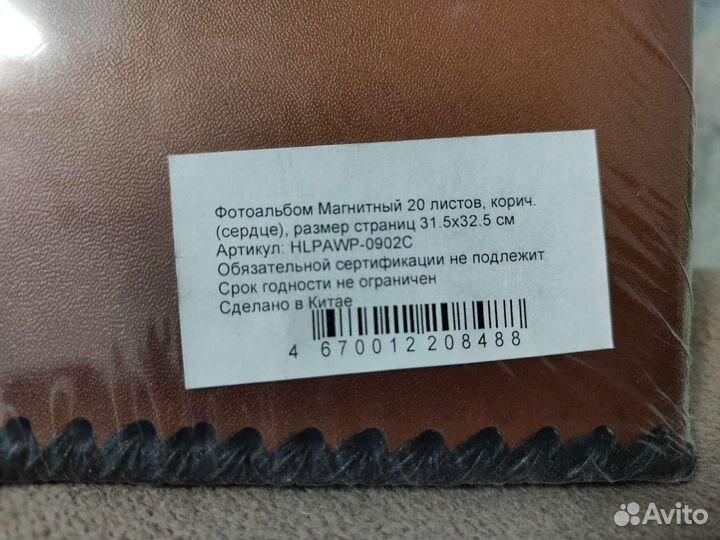 Фотоальбом Магнитный 20 листов, корич.
(сердце), размер страниц 31.5х32.5 см
Артикул: HLPAWP-0902C
Обязательной сертификации не подлежит
Срок годности не ограничен
Сделано в Китае
4 670012 208488
Avito